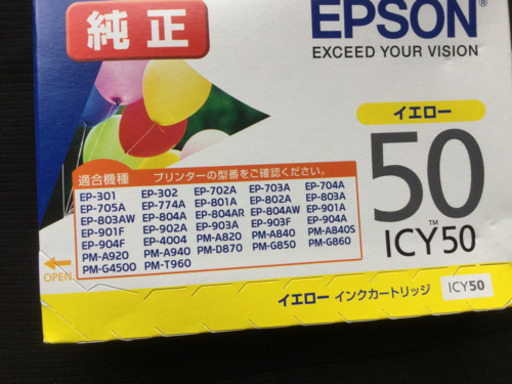 純正
EPSON®
EXCEED YOUR VISION
イエロー
50
ICY50™
適合機種 プリンターの型番をご確認ください。
EP-301 EP-302 EP-702A EP-703A EP-704A
EP-705A EP-774A EP-801A EP-802A EP-803A
EP-803AW EP-804A EP-804AR EP-804AW EP-901A
EP-901F EP-902A EP-903A EP-903F EP-904A
EP-904F EP-4004 PM-A820 PM-A840 PM-A840S
PM-A920 PM-A940 PM-D870 PM-G850 PM-G860
PM-G4500 PM-T960
OPEN
イエロー インクカートリッジ ICY50